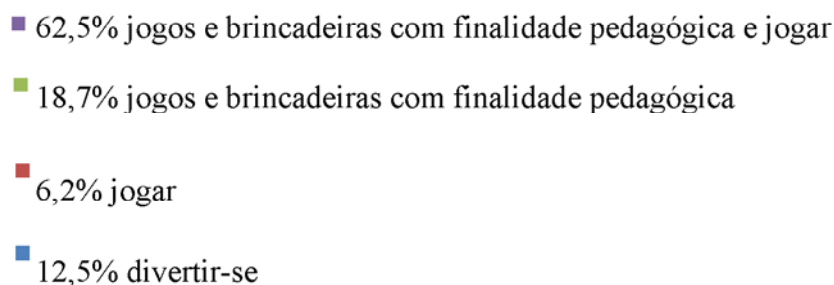 62,5% jogos e brincadeiras com finalidade pedagógica e jogar
18,7% jogos e brincadeiras com finalidade pedagógica
6,2% jogar
12,5% divertir-se